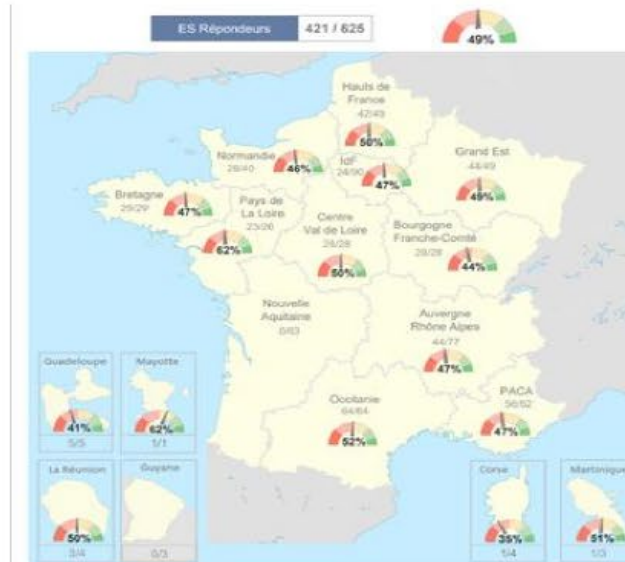 ES Répondeurs 421 / 625
49%
Hauts de
France
42/49
50%
Normandie
28/40
46%
IdF
24/90
47%
Grand Est
44/49
49%
Bretagne
29/29
47%
Pays de
La Loire
23/26
62%
Centre
Val de Loire
28/28
50%
Bourgogne
Franche-Comté
28/28
44%
Nouvelle
Aquitaine
0/63
Auvergne
Rhône Alpes
44/77
47%
Occitanie
64/64
52%
PACA
47%
Guadeloupe
41%
5/5
Mayotte
62%
1/1
La Réunion
50%
3/4
Guyane
0/3
Corse
35%
1/4
Martinique
51%
1/3